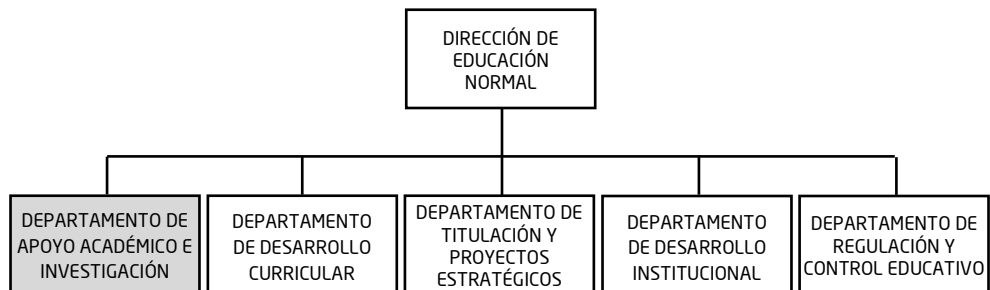 DIRECCIÓN DE
EDUCACIÓN
NORMAL
DEPARTAMENTO DE
APOYO ACADÉMICO E
INVESTIGACIÓN
DEPARTAMENTO
DE DESARROLLO
CURRICULAR
DEPARTAMENTO DE
TITULACIÓN Y
PROYECTOS
ESTRATÉGICOS
DEPARTAMENTO
DE DESARROLLO
INSTITUCIONAL
DEPARTAMENTO DE
REGULACIÓN Y
CONTROL EDUCATIVO